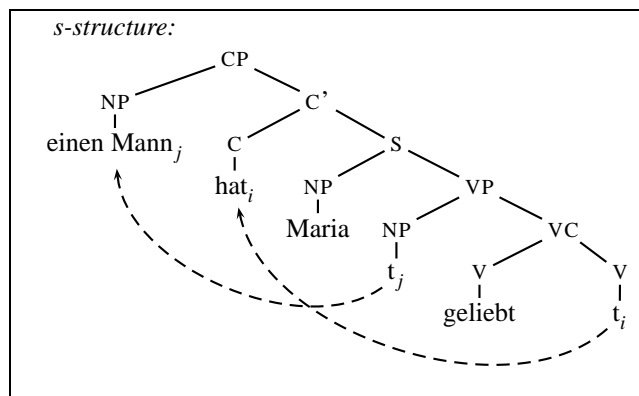 s-structure:
CP
NP C’
einen Mann_j C S
hat_i NP VP
Maria NP VC
t_j V V
geliebt t_i